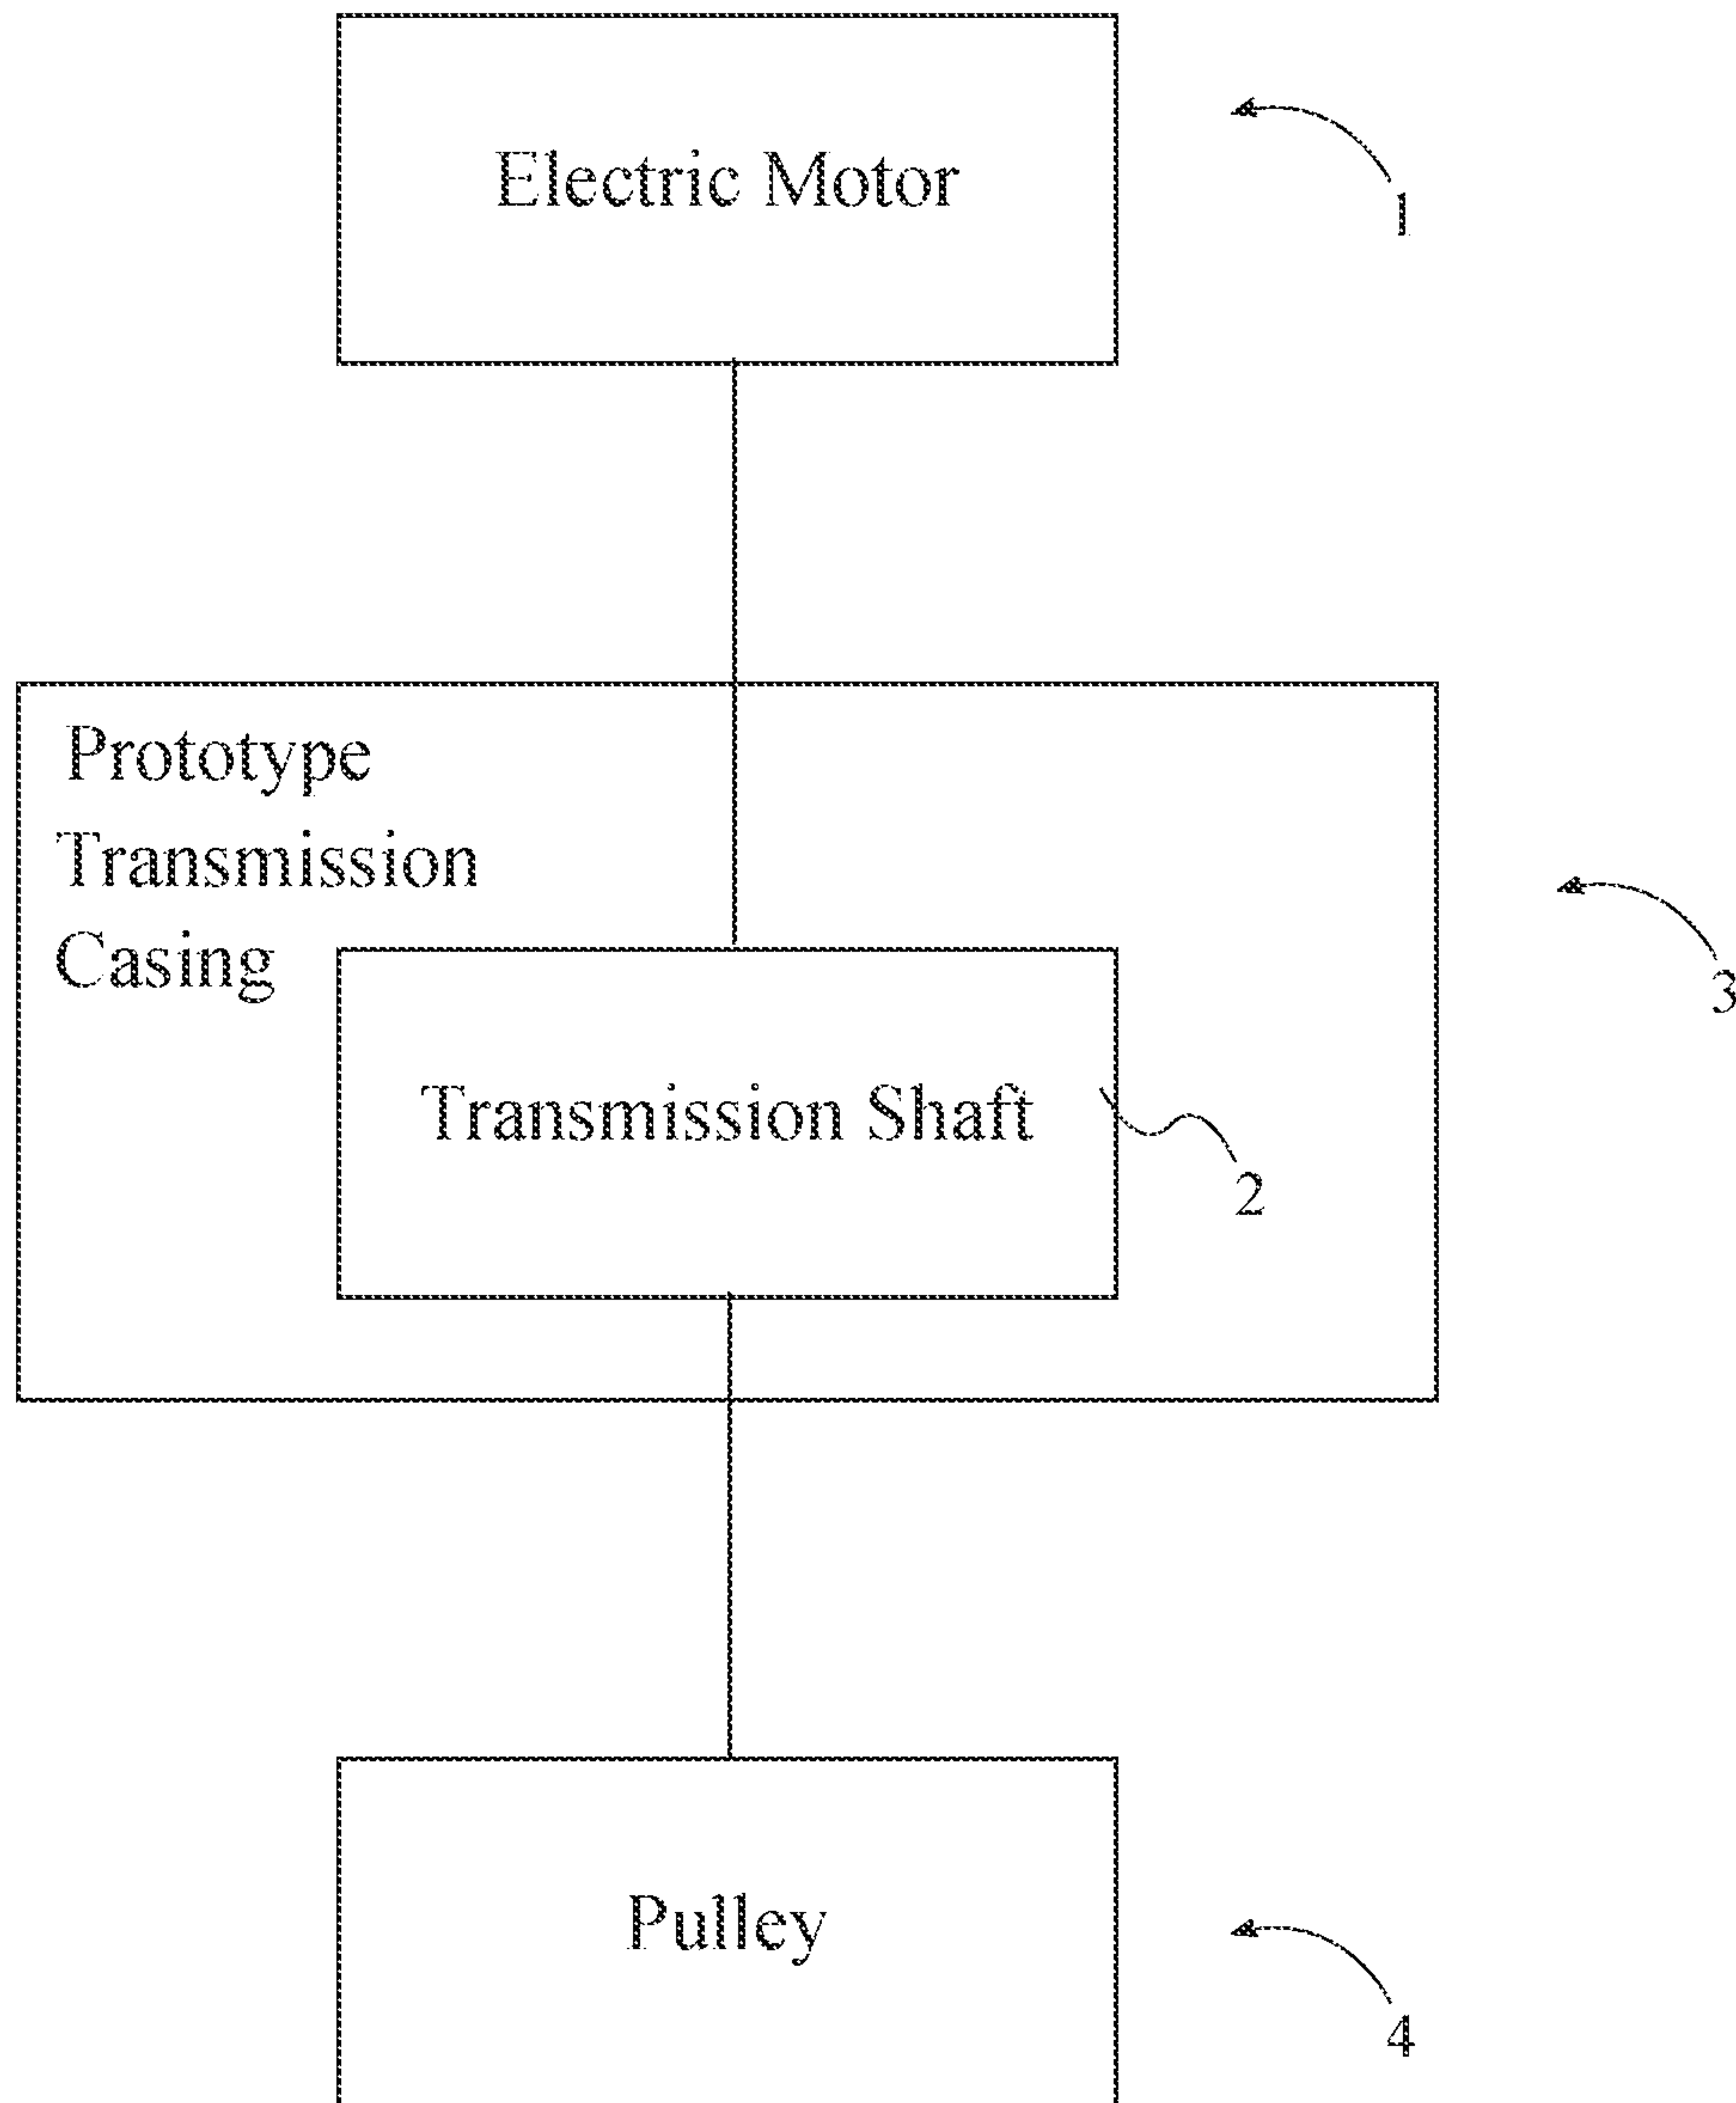 Electric Motor
1
Prototype
Transmission
Casing
3
Transmission Shaft
2
Pulley
4